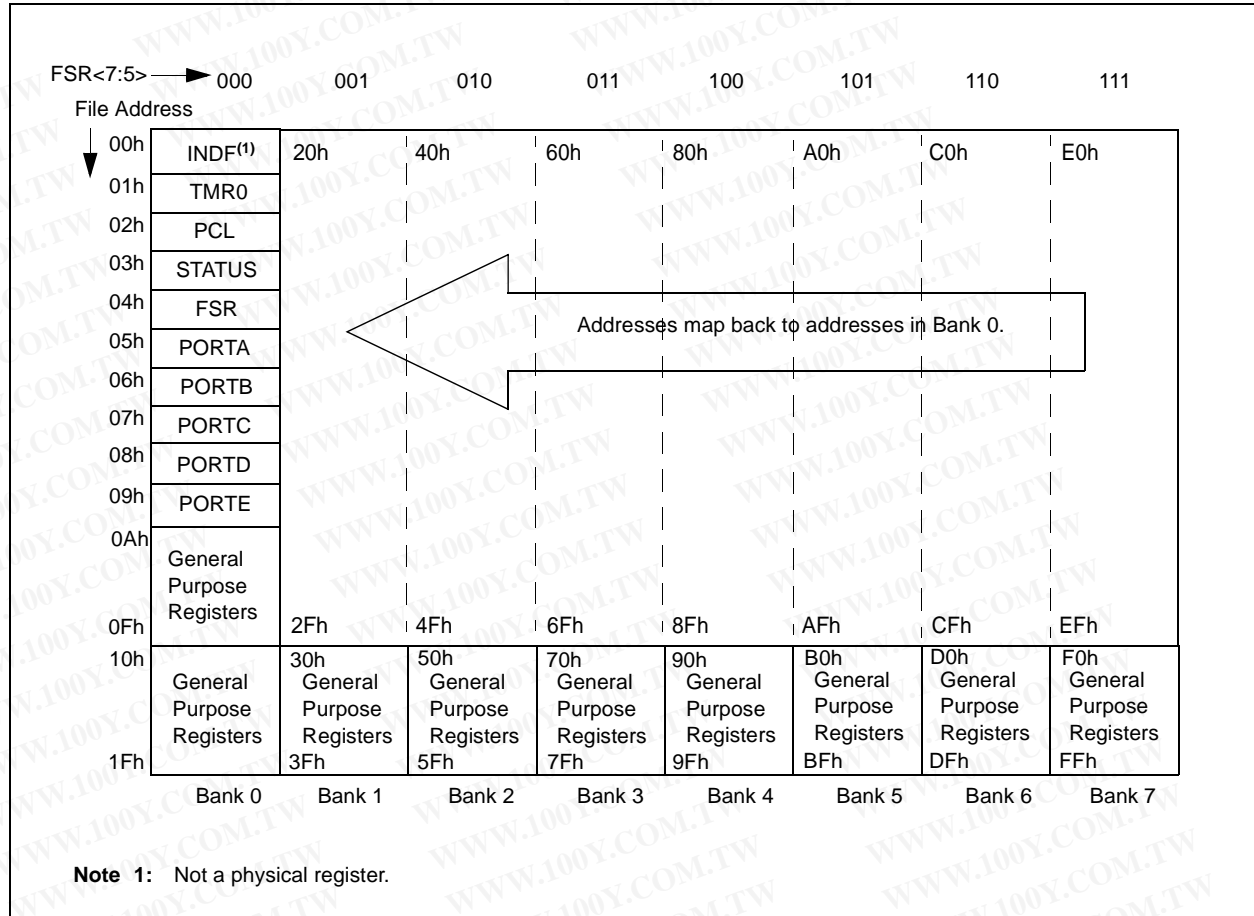 FSR<7:5> 000 001 010 011 100 101 110 111
File Address
00h INDF(1) 20h 40h 60h 80h A0h C0h E0h
01h TMR0
02h PCL
03h STATUS
04h FSR
Addresses map back to addresses in Bank 0.
05h PORTA
06h PORTB
07h PORTC
08h PORTD
09h PORTE
0Ah
General
Purpose
Registers
0Fh 2Fh 4Fh 6Fh 8Fh AFh CFh EFh
10h 30h 50h 70h 90h B0h D0h F0h
General General General General General General General General
Purpose Purpose Purpose Purpose Purpose Purpose Purpose Purpose
Registers Registers Registers Registers Registers Registers Registers Registers
1Fh 3Fh 5Fh 7Fh 9Fh BFh DFh FFh
Bank 0 Bank 1 Bank 2 Bank 3 Bank 4 Bank 5 Bank 6 Bank 7
Note 1: Not a physical register.
WWW.100Y.COM.TW